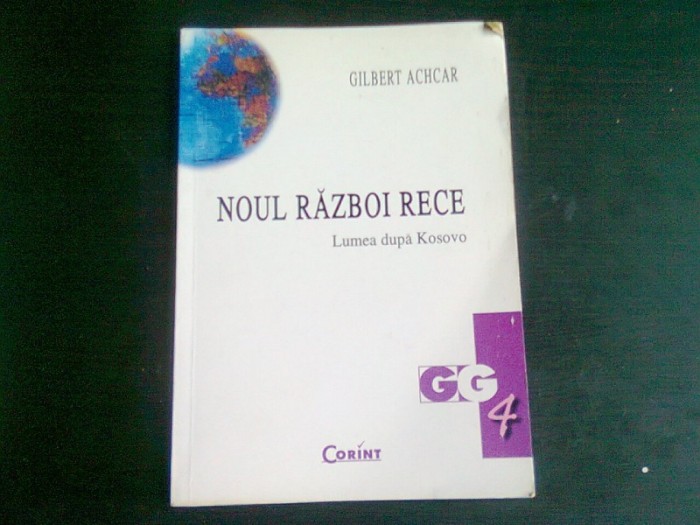 GILBERT ACHCAR
NOUL RĂZBOI RECE
Lumea după Kosovo
GG
4
CORINT